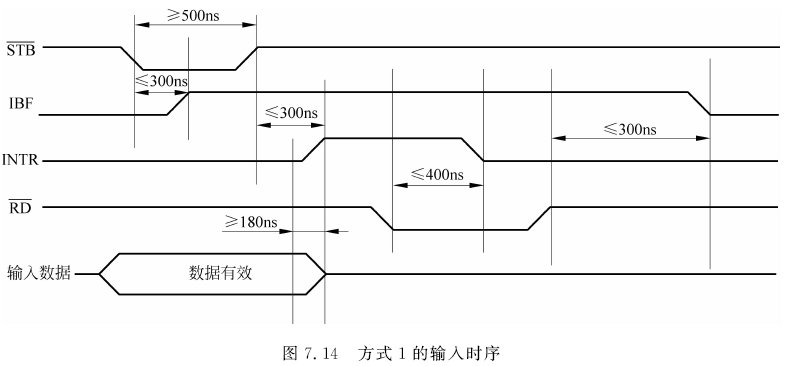 ≥500ns
STB
≤300ns
IBF
≤300ns
≤300ns
INTR
≤400ns
RD
≥180ns
输入数据
数据有效
图 7.14 方式 1 的输入时序